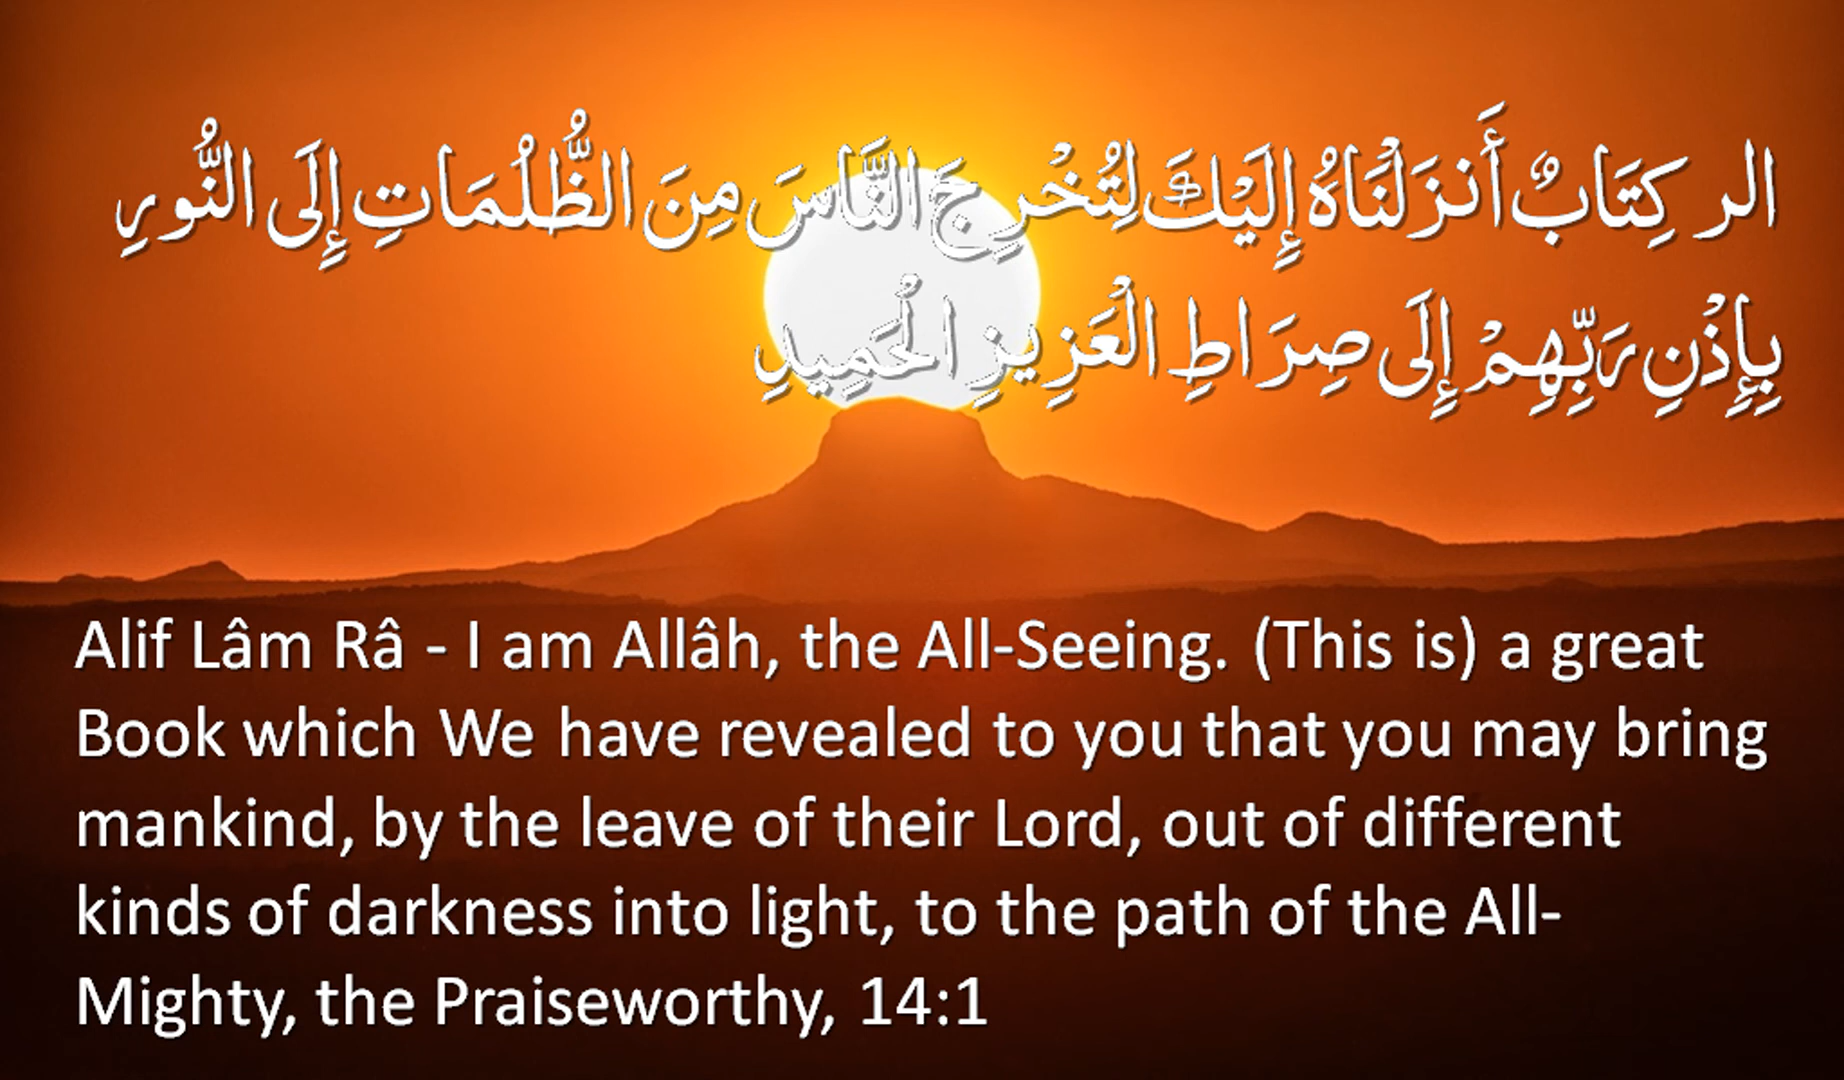 الر كِتَابٌ أَنزَلْنَاهُ إِلَيْكَ لِتُخْرِجَ النَّاسَ مِنَ الظُّلُمَاتِ إِلَى النُّورِ
بِإِذْنِ رَبِّهِمْ إِلَى صِرَاطِ الْعَزِيزِ الْحَمِيدِ
Alif Lâm Râ - I am Allâh, the All-Seeing. (This is) a great
Book which We have revealed to you that you may bring
mankind, by the leave of their Lord, out of different
kinds of darkness into light, to the path of the All-
Mighty, the Praiseworthy, 14:1